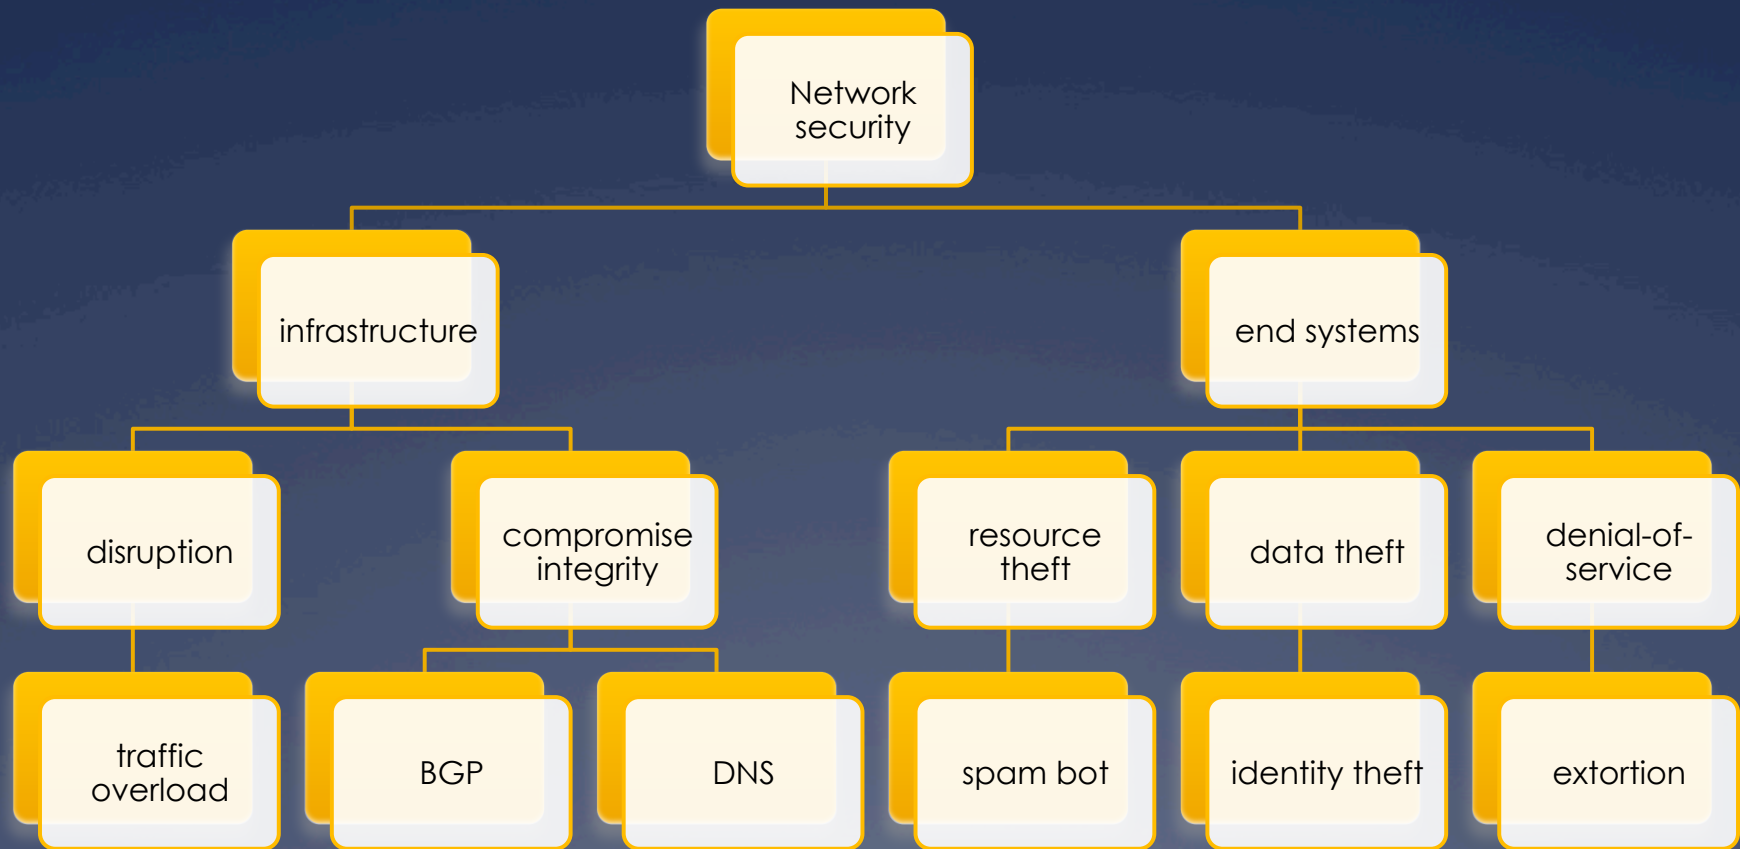 Network
security
infrastructure
end systems
disruption
compromise
integrity
resource
theft
data theft
denial-of-
service
traffic
overload
BGP
DNS
spam bot
identity theft
extortion